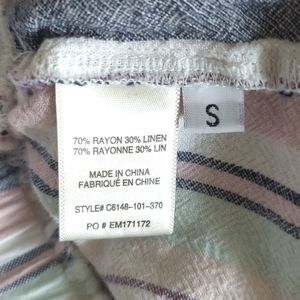 S
70% RAYON 30% LINEN
70% RAYONNE 30% LIN
MADE IN CHINA
FABRIQUÉ EN CHINE
STYLE# C6148-101-370
PO # EM171172